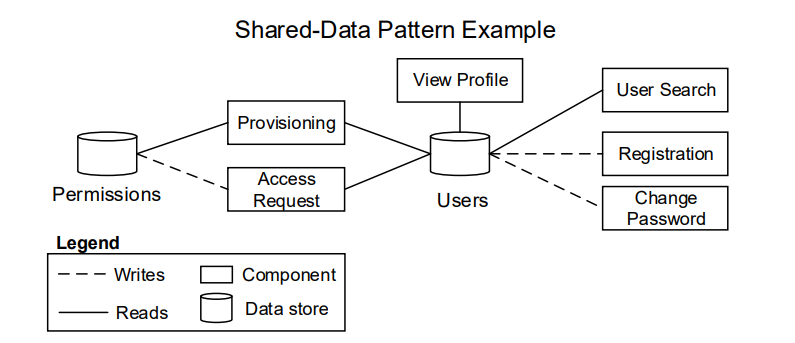 Shared-Data Pattern Example
View Profile
User Search
Provisioning
Registration
Access
Request
Permissions
Users
Change
Password
Legend
Writes
Component
Reads
Data store